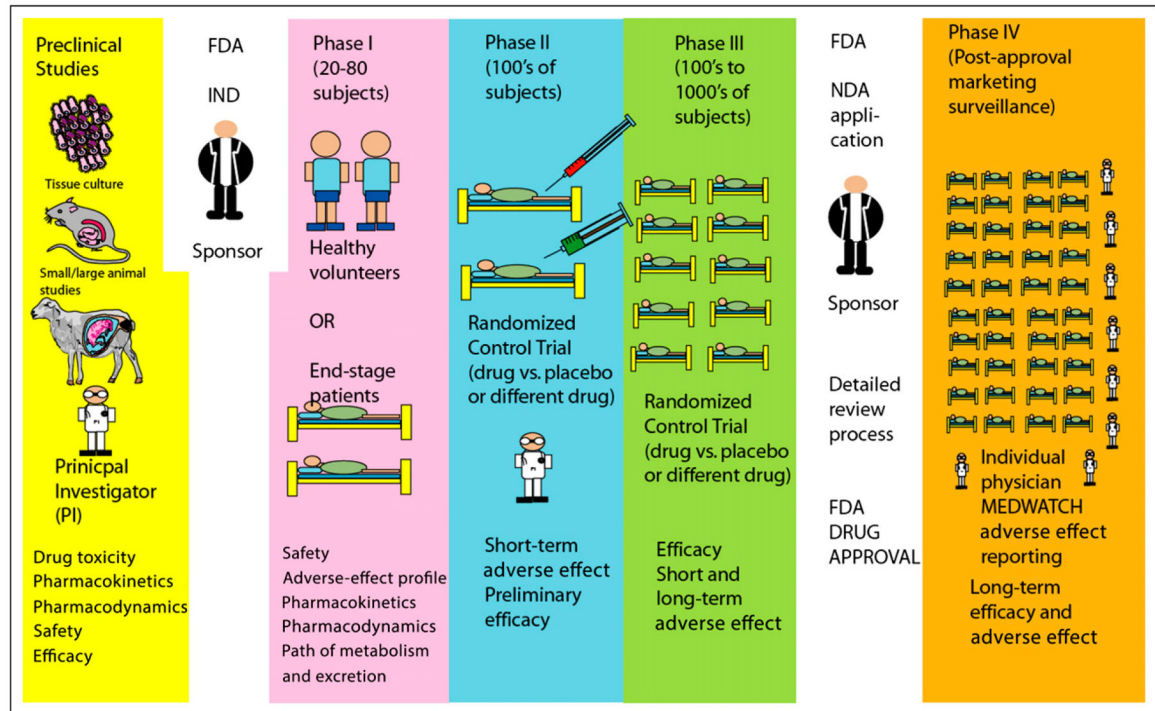 Preclinical
Studies
Tissue culture
Small/large animal
studies
PI
Prinicpal
Investigator
(PI)
Drug toxicity
Pharmacokinetics
Pharmacodynamics
Safety
Efficacy
FDA
IND
Sponsor
Phase I
(20-80
subjects)
Healthy
volunteers
OR
End-stage
patients
Safety
Adverse-effect profile
Pharmacokinetics
Pharmacodynamics
Path of metabolism
and excretion
Phase II
(100's of
subjects)
Randomized
Control Trial
(drug vs. placebo
or different drug)
Short-term
adverse effect
Preliminary
efficacy
Phase III
(100's to
1000's of
subjects)
Randomized
Control Trial
(drug vs. placebo
or different drug)
Efficacy
Short and
long-term
adverse effect
FDA
NDA
appli-
cation
Sponsor
Detailed
review
process
FDA
DRUG
APPROVAL
Phase IV
(Post-approval
marketing
surveillance)
Individual
physician
MEDWATCH
adverse effect
reporting
Long-term
efficacy and
adverse effect